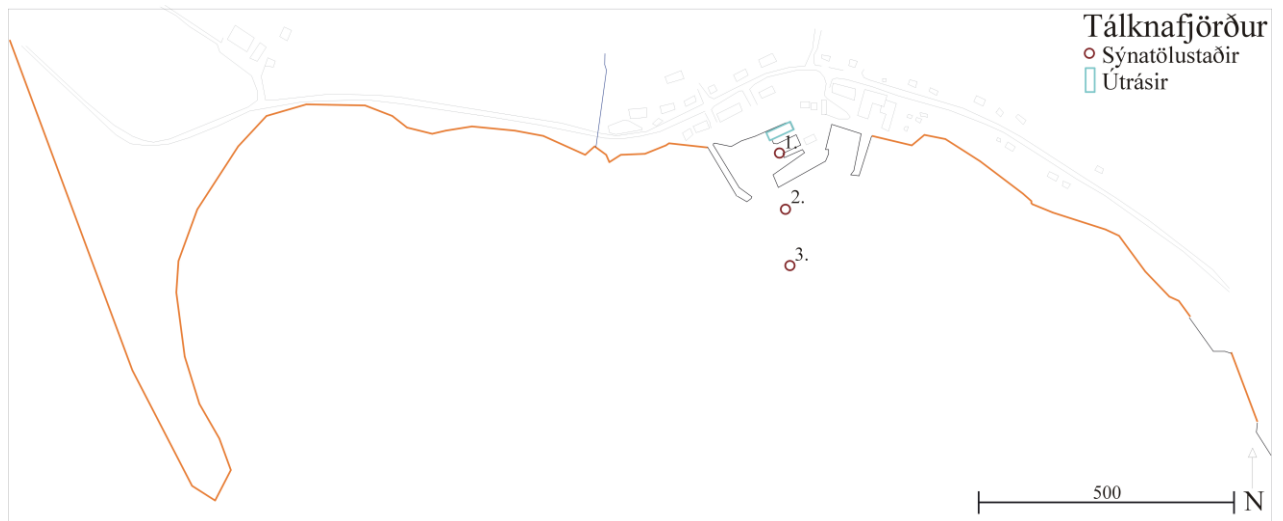 Tálknafjörður
Sýnatölustaðir
Útrásir
1.
2.
3.
500
N